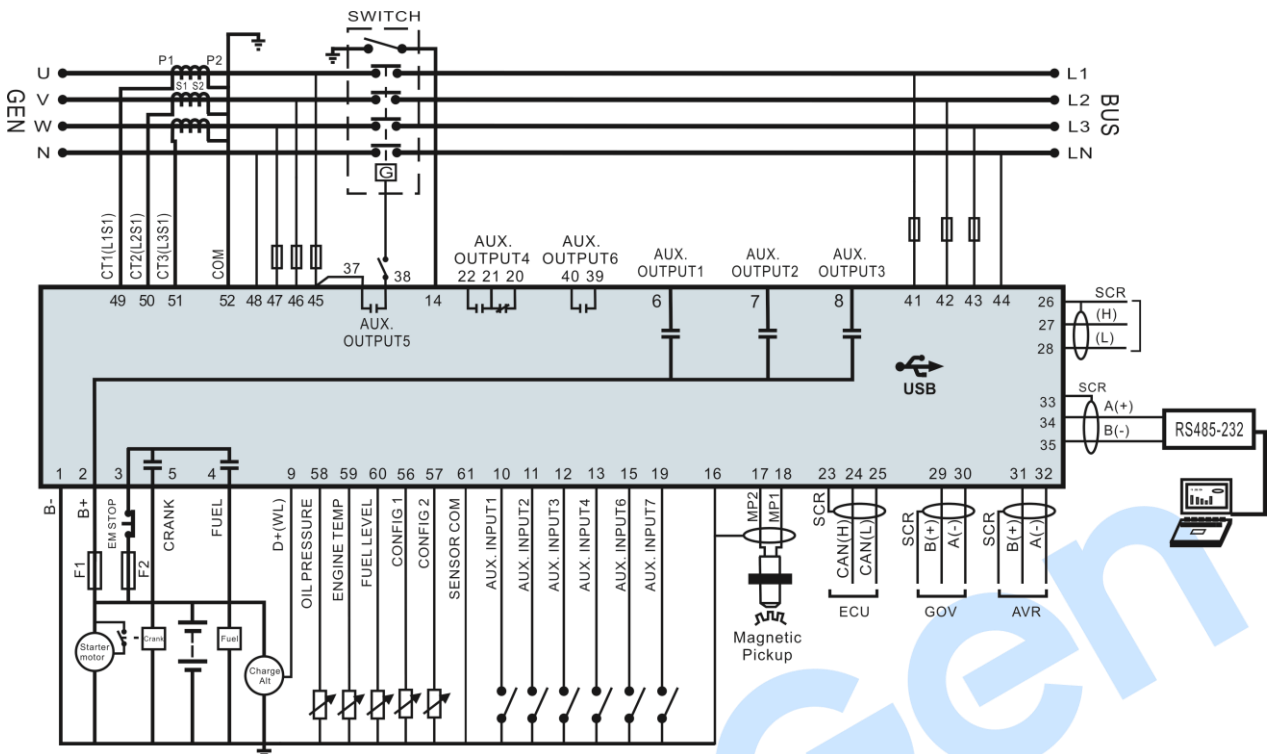 SWITCH
P1 P2
S1 S2
GEN
U
V
W
N
L1
L2
L3
LN
BUS
G
CT1(L1S1)
CT2(L2S1)
CT3(L3S1)
COM
37
38
AUX.
OUTPUT4
22 21 20
AUX.
OUTPUT6
40 39
AUX.
OUTPUT1
AUX.
OUTPUT2
AUX.
OUTPUT3
49 50 51 52 48 47 46 45
14
6
7
8
41 42 43 44
AUX.
OUTPUT5
USB
26
27
28
SCR
(H)
(L)
33
34
35
SCR
A(+)
B(-)
RS485-232
1 2 3 5 4 9 58 59 60 56 57 61 10 11 12 13 15 19 16 17 18 23 24 25 29 30 31 32
B-
B+
EM STOP
CRANK
FUEL
D+(WL)
OIL PRESSURE
ENGINE TEMP
FUEL LEVEL
CONFIG 1
CONFIG 2
SENSOR COM
AUX. INPUT1
AUX. INPUT2
AUX. INPUT3
AUX. INPUT4
AUX. INPUT6
AUX. INPUT7
MP2
MP1
SCR
CAN(H)
CAN(L)
SCR
B(+)
A(-)
SCR
B(+)
A(-)
ECU
GOV
AVR
F1
F2
Starter
motor
Crank
Fuel
Charge
Alt
Magnetic
Pickup
Gen